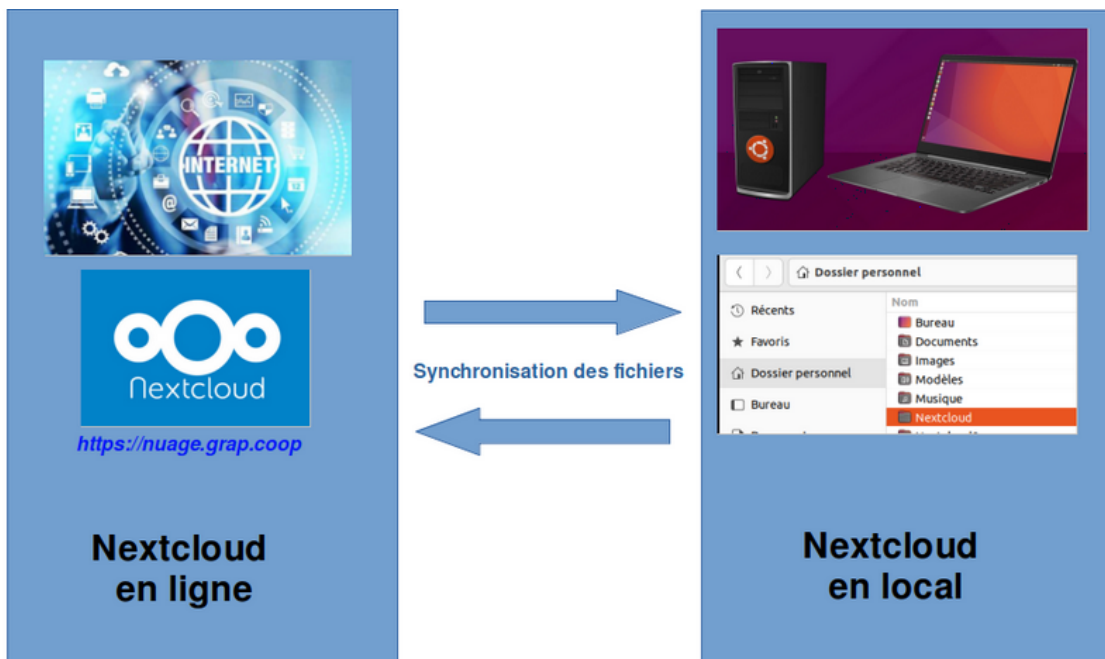 INTERNET
Nextcloud
https://nuage.grap.coop
Nextcloud
en ligne
Synchronisation des fichiers
Dossier personnel
Récents
Favoris
Dossier personnel
Bureau
Nom
Bureau
Documents
Images
Modèles
Musique
Nextcloud
Nextcloud
en local